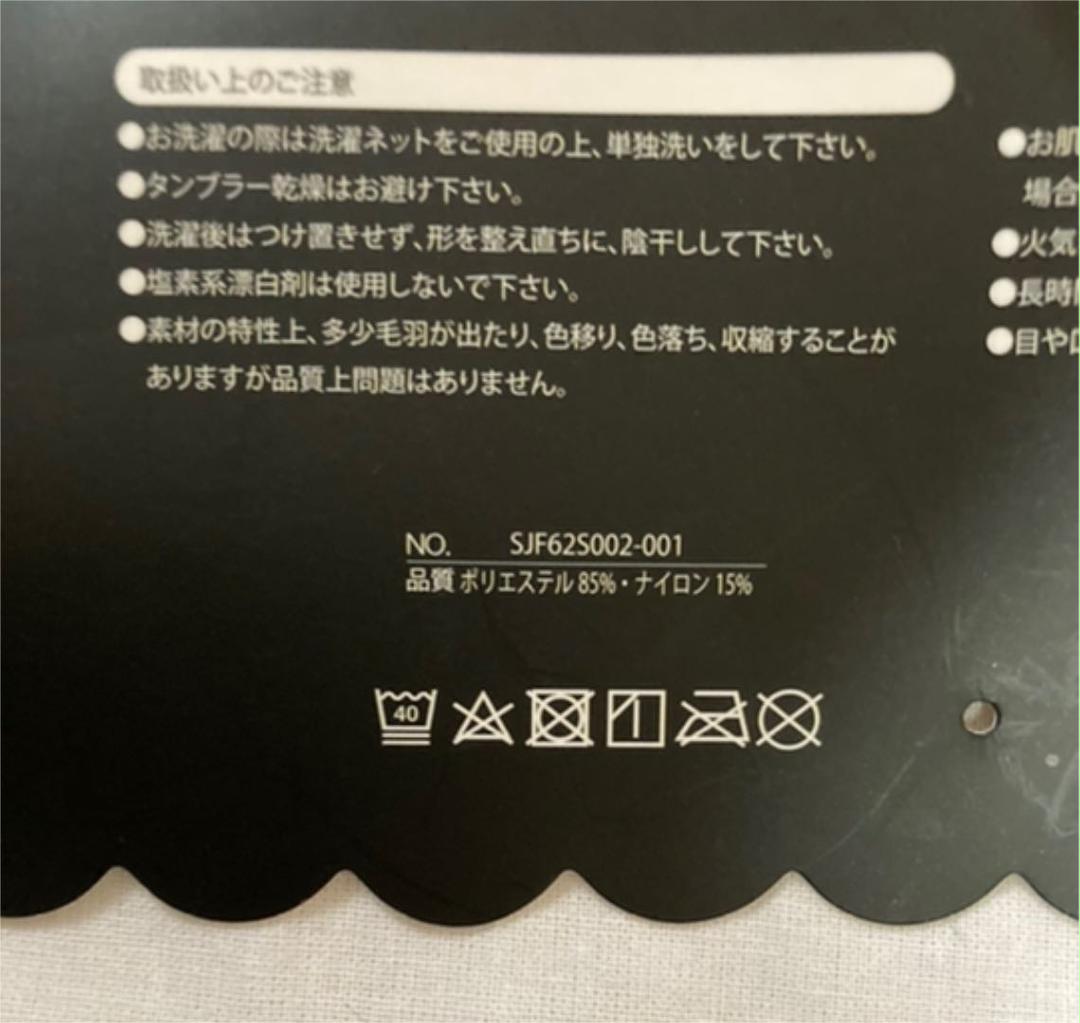 取扱い上のご注意
●お洗濯の際は洗濯ネットをご使用の上、単独洗いをして下さい。
●タンブラー乾燥はお避け下さい。
●洗濯後はつけ置きせず、形を整え直ちに、陰干しして下さい。
●塩素系漂白剤は使用しないで下さい。
●素材の特性上、多少毛羽が出たり、色移り、色落ち、収縮することが
ありますが品質上問題はありません。
●お肌
場合
●火気
●長時間
●目や口
NO. SJF62S002-001
品質 ポリエステル 85%・ナイロン 15%
40